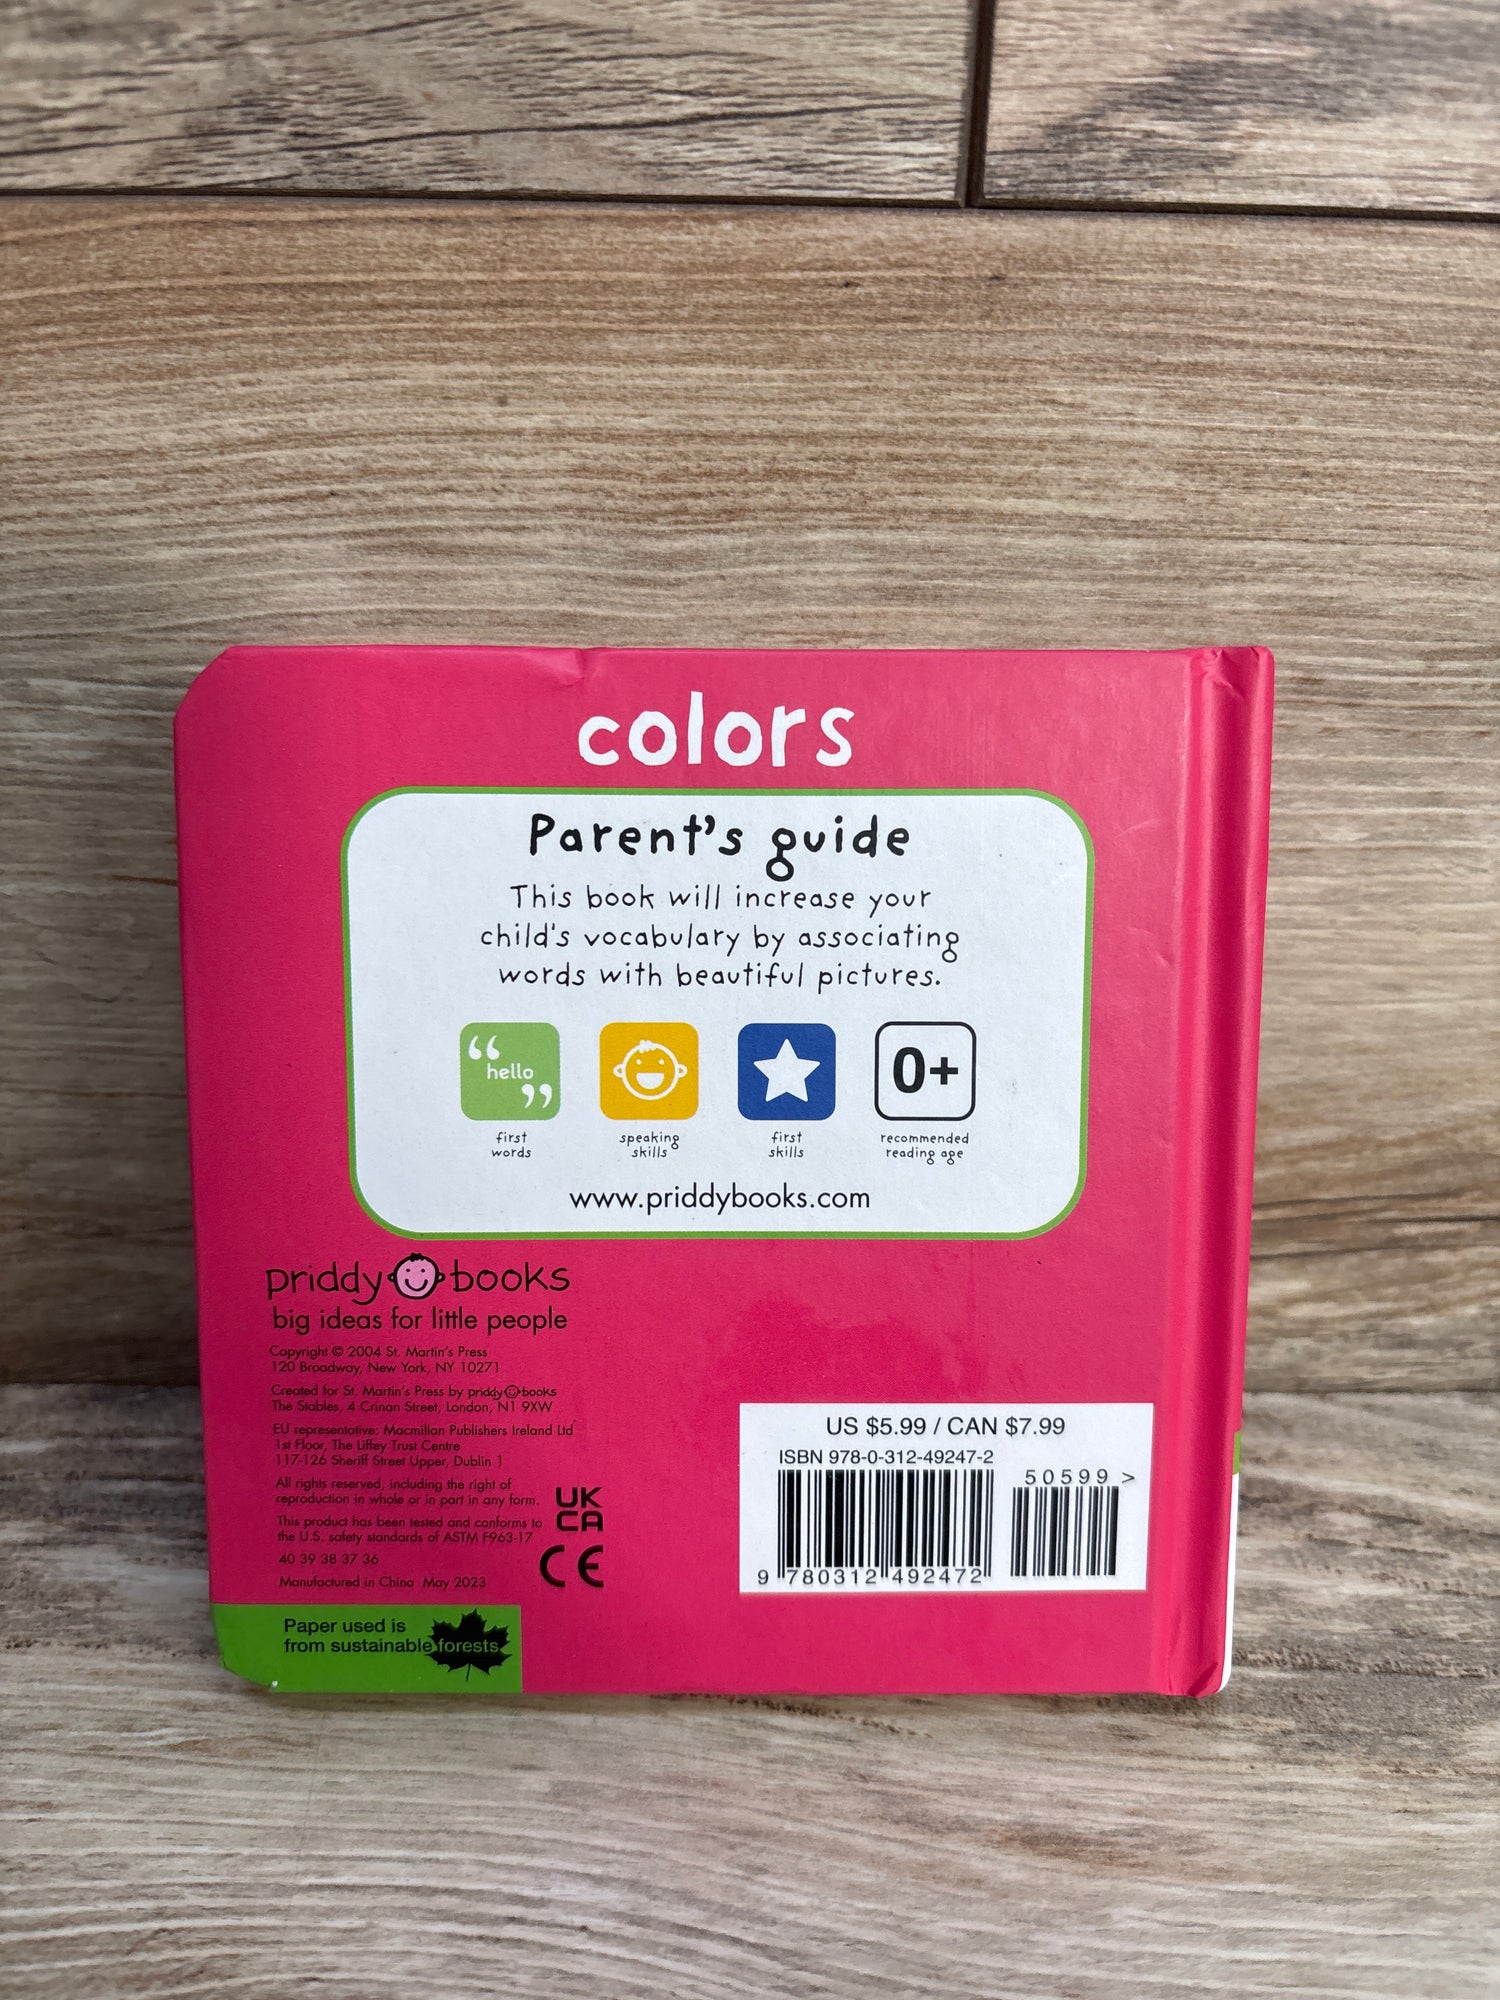 colors
Parent's guide
This book will increase your
child's vocabulary by associating
words with beautiful pictures.
“ hello ”
first
words
speaking
skills
first
skills
0+
recommended
reading age
www.priddybooks.com
priddy books
big ideas for little people
Copyright © 2004 St. Martin's Press
120 Broadway, New York, NY 10271
Created for St. Martin's Press by priddy books
The Stables, 4 Crinan Street, London, N1 9XW
EU representative: Macmillan Publishers Ireland Ltd
1st Floor, The Liffey Trust Centre
117-126 Sheriff Street Upper, Dublin 1
All rights reserved, including the right of
reproduction in whole or in part in any form.
This product has been tested and conforms to
the U.S. safety standards of ASTM F963-17
40 39 38 37 36
Manufactured in China May 2023
UK
CA
CE
Paper used is
from sustainable forests
US $5.99 / CAN $7.99
ISBN 978-0-312-49247-2
50599 >
9 780312 492472